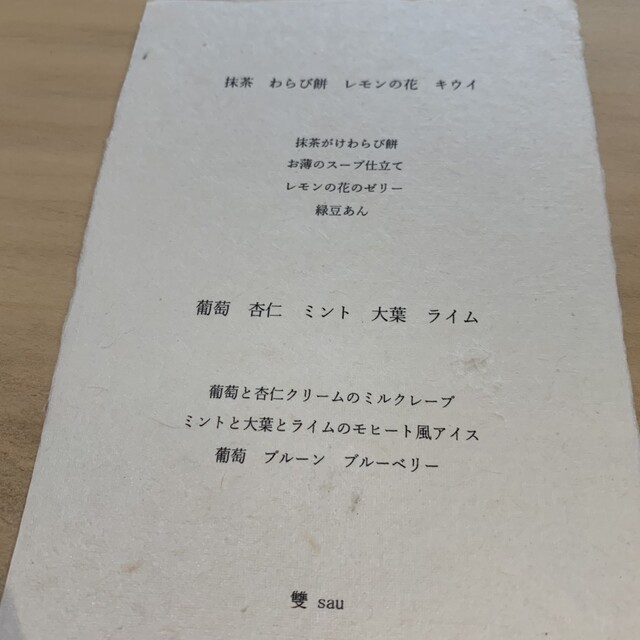 抹茶　わらび餅　レモンの花　キウイ
抹茶がけわらび餅
お薄のスープ仕立て
レモンの花のゼリー
緑豆あん
葡萄　杏仁　ミント　大葉　ライム
葡萄と杏仁クリームのミルクレープ
ミントと大葉とライムのモヒート風アイス
葡萄　プルーン　ブルーベリー
雙 sau